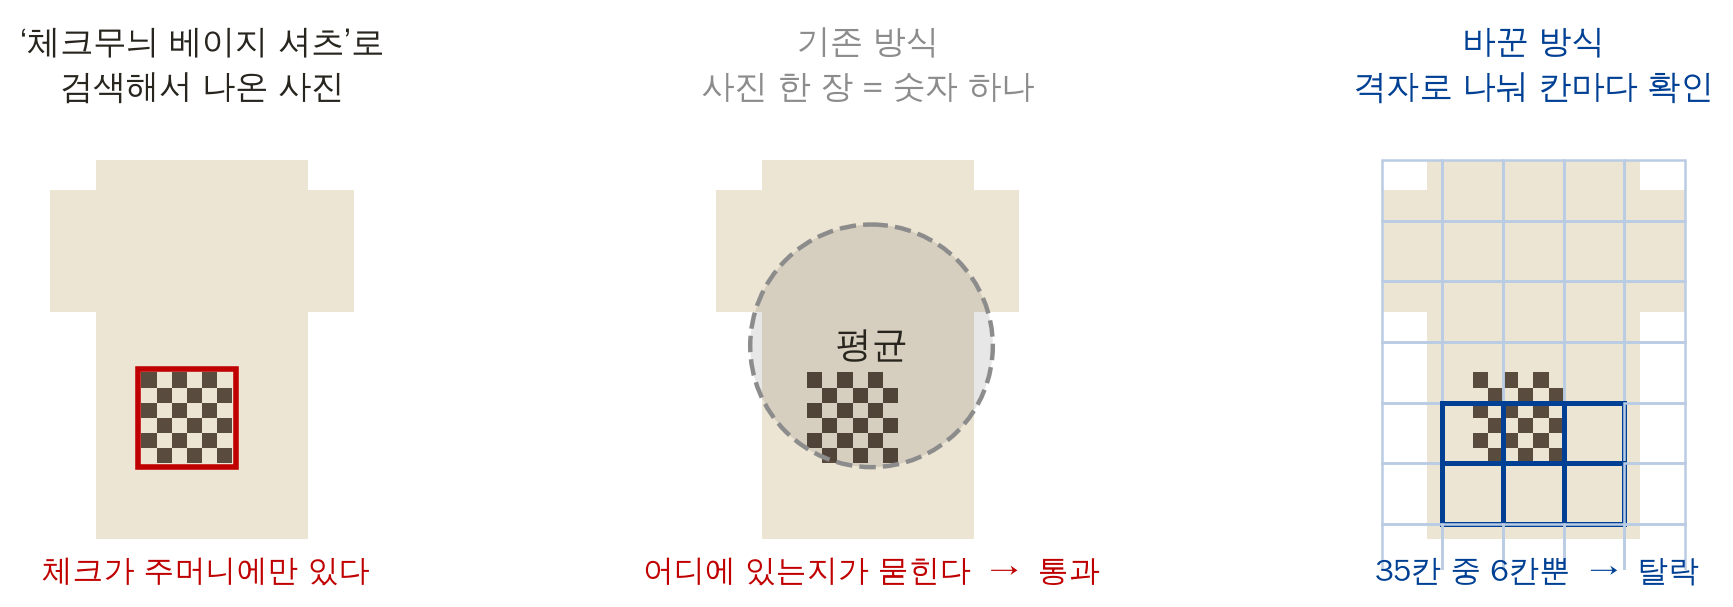 ‘체크무늬 베이지 셔츠’로
검색해서 나온 사진
기존 방식
사진 한 장 = 숫자 하나
바꾼 방식
격자로 나눠 칸마다 확인
평균
체크가 주머니에만 있다
어디에 있는지가 묻힌다 → 통과
35칸 중 6칸뿐 → 탈락